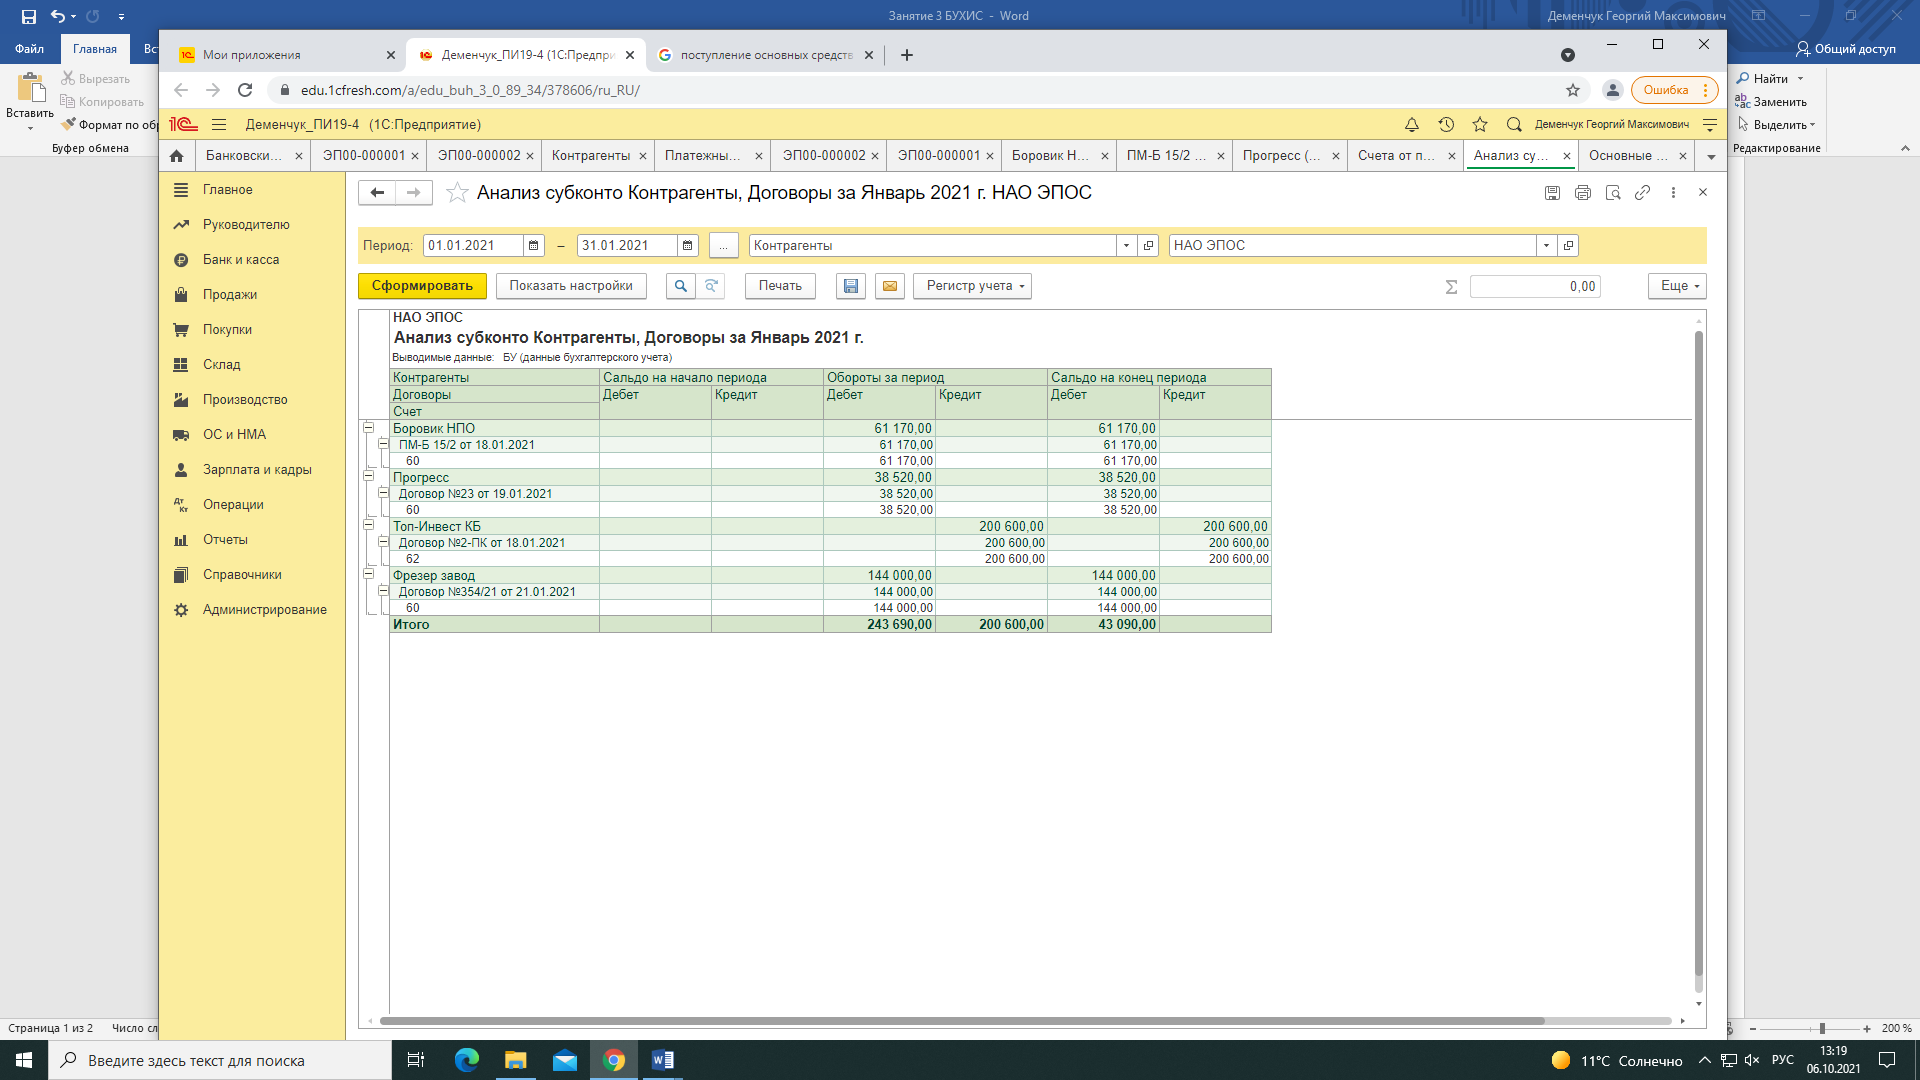 Занятие 3 БУХИС - Word
Деменчук Георгий Максимович
Файл
Главная
Вс
Общий доступ
Вставить
Вырезать
Копировать
Формат по об
Буфер обмена
Найти
Заменить
Выделить
Редактирование
Мои приложения
Деменчук_ПИ19-4 (1С:Предпри
поступление основных средств
edu.1cfresh.com/a/edu_buh_3_0_89_34/378606/ru_RU/
Ошибка
Деменчук_ПИ19-4 (1С:Предприятие)
Деменчук Георгий Максимович
Банковски...
ЭП00-000001
ЭП00-000002
Контрагенты
Платежны...
ЭП00-000002
ЭП00-000001
Боровик Н...
ПМ-Б 15/2 ...
Прогресс (...
Счета от п...
Анализ су...
Основные ...
Главное
Руководителю
Банк и касса
Продажи
Покупки
Склад
Производство
ОС и НМА
Зарплата и кадры
Операции
Отчеты
Справочники
Администрирование
Анализ субконто Контрагенты, Договоры за Январь 2021 г. НАО ЭПОС
Период: 01.01.2021 – 31.01.2021 ... Контрагенты НАО ЭПОС
Сформировать Показать настройки Печать Регистр учета Σ 0,00 Еще
НАО ЭПОС
Анализ субконто Контрагенты, Договоры за Январь 2021 г.
Выводимые данные: БУ (данные бухгалтерского учета)
Контрагенты Сальдо на начало периода Обороты за период Сальдо на конец периода
Договоры Дебет Кредит Дебет Кредит Дебет Кредит
Счет
Боровик НПО 61 170,00 61 170,00
ПМ-Б 15/2 от 18.01.2021 61 170,00 61 170,00
60 61 170,00 61 170,00
Прогресс 38 520,00 38 520,00
Договор №23 от 19.01.2021 38 520,00 38 520,00
60 38 520,00 38 520,00
Топ-Инвест КБ 200 600,00 200 600,00
Договор №2-ПК от 18.01.2021 200 600,00 200 600,00
62 200 600,00 200 600,00
Фрезер завод 144 000,00 144 000,00
Договор №354/21 от 21.01.2021 144 000,00 144 000,00
60 144 000,00 144 000,00
Итого 243 690,00 200 600,00 43 090,00
Страница 1 из 2 Число сл
200 %
Введите здесь текст для поиска
11°C Солнечно
РУС
13:19
06.10.2021